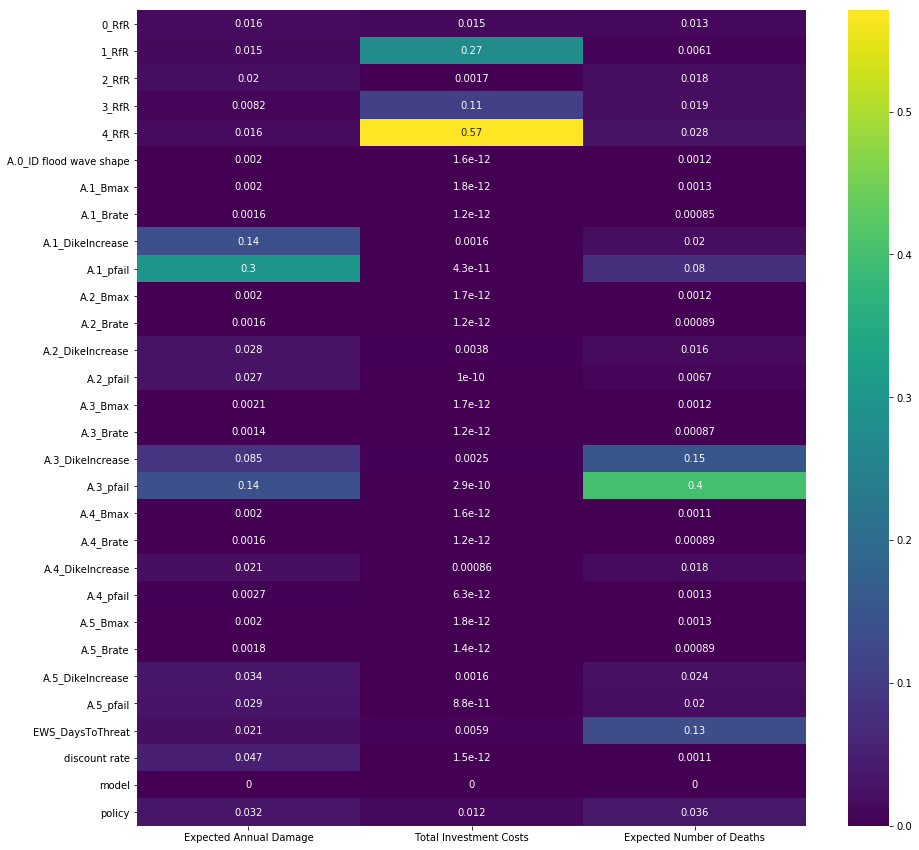 0_RfR 0.016 0.015 0.013
1_RfR 0.015 0.27 0.0061
2_RfR 0.02 0.0017 0.018
3_RfR 0.0082 0.11 0.019
4_RfR 0.016 0.57 0.028
A.0_ID flood wave shape 0.002 1.6e-12 0.0012
A.1_Bmax 0.002 1.8e-12 0.0013
A.1_Brate 0.0016 1.2e-12 0.00085
A.1_DikeIncrease 0.14 0.0016 0.02
A.1_pfail 0.3 4.3e-11 0.08
A.2_Bmax 0.002 1.7e-12 0.0012
A.2_Brate 0.0016 1.2e-12 0.00089
A.2_DikeIncrease 0.028 0.0038 0.016
A.2_pfail 0.027 1e-10 0.0067
A.3_Bmax 0.0021 1.7e-12 0.0012
A.3_Brate 0.0014 1.2e-12 0.00087
A.3_DikeIncrease 0.085 0.0025 0.15
A.3_pfail 0.14 2.9e-10 0.4
A.4_Bmax 0.002 1.6e-12 0.0011
A.4_Brate 0.0016 1.2e-12 0.00089
A.4_DikeIncrease 0.021 0.00086 0.018
A.4_pfail 0.0027 6.3e-12 0.0013
A.5_Bmax 0.002 1.8e-12 0.0013
A.5_Brate 0.0018 1.4e-12 0.00089
A.5_DikeIncrease 0.034 0.0016 0.024
A.5_pfail 0.029 8.8e-11 0.02
EWS_DaysToThreat 0.021 0.0059 0.13
discount rate 0.047 1.5e-12 0.0011
model 0 0 0
policy 0.032 0.012 0.036
Expected Annual Damage Total Investment Costs Expected Number of Deaths
0.5
0.4
0.3
0.2
0.1
0.0